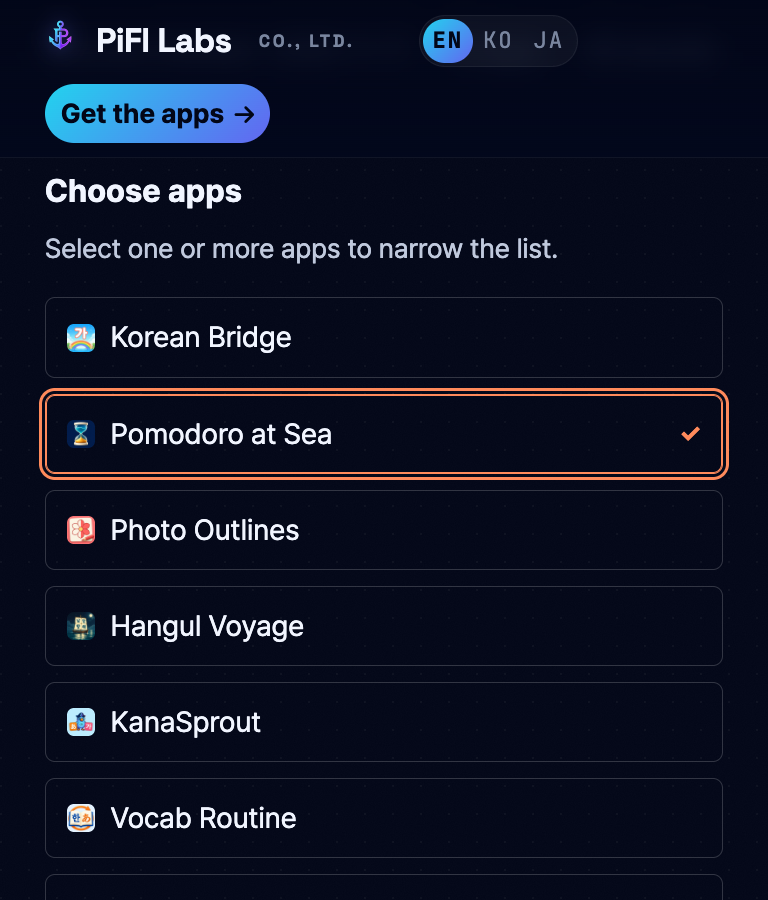 PiFl Labs CO., LTD. EN KO JA
Get the apps →
Choose apps
Select one or more apps to narrow the list.
Korean Bridge
Pomodoro at Sea
Photo Outlines
Hangul Voyage
KanaSprout
Vocab Routine